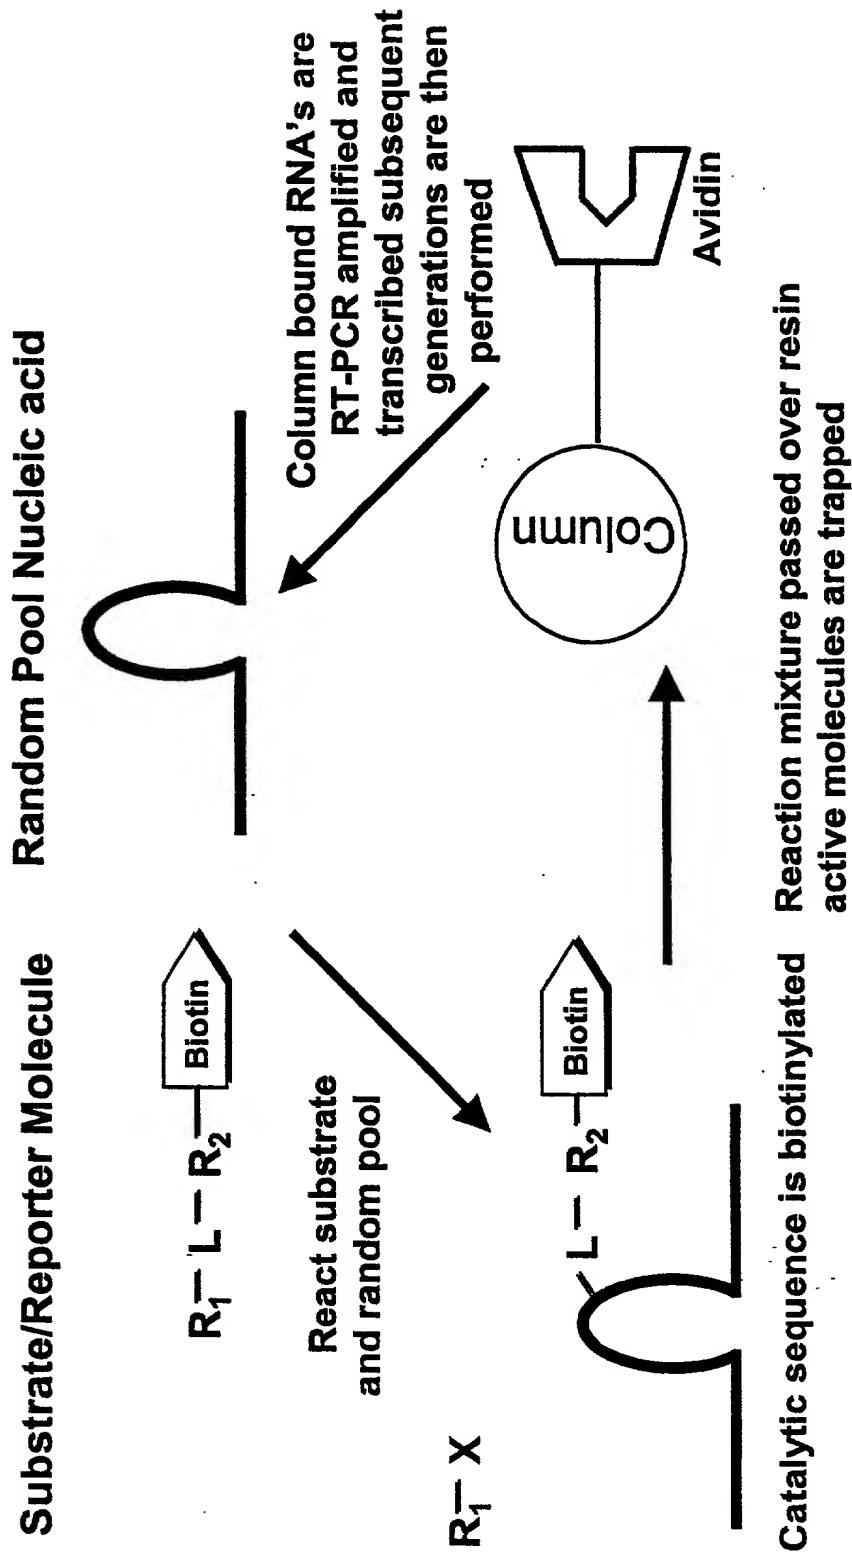 Substrate/Reporter Molecule
Random Pool Nucleic acid
R₁ — L — R₂ — Biotin
React substrate
and random pool
Column bound RNA's are
RT-PCR amplified and
transcribed subsequent
generations are then
performed
R₁ — X
L — R₂ — Biotin
Column
Avidin
Catalytic sequence is biotinylated
Reaction mixture passed over resin
active molecules are trapped